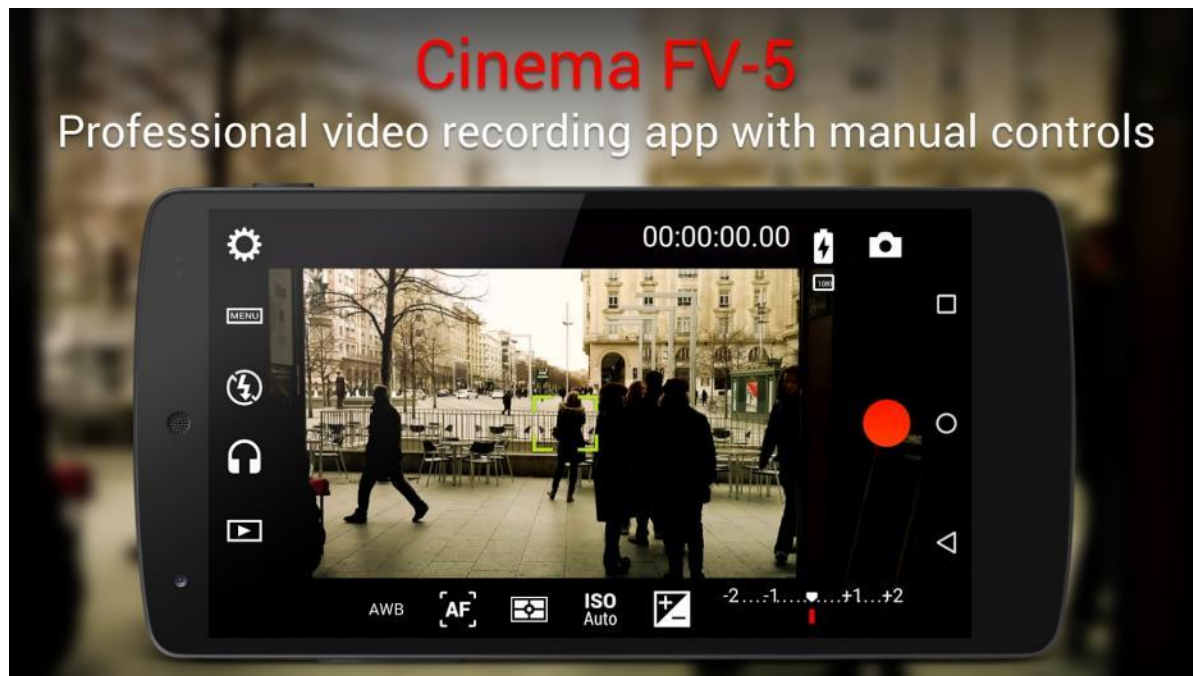 Cinema FV-5
Professional video recording app with manual controls
00:00:00.00
MENU
1080
AWB
AF
ISO
Auto
-2....-1.........+1...+2